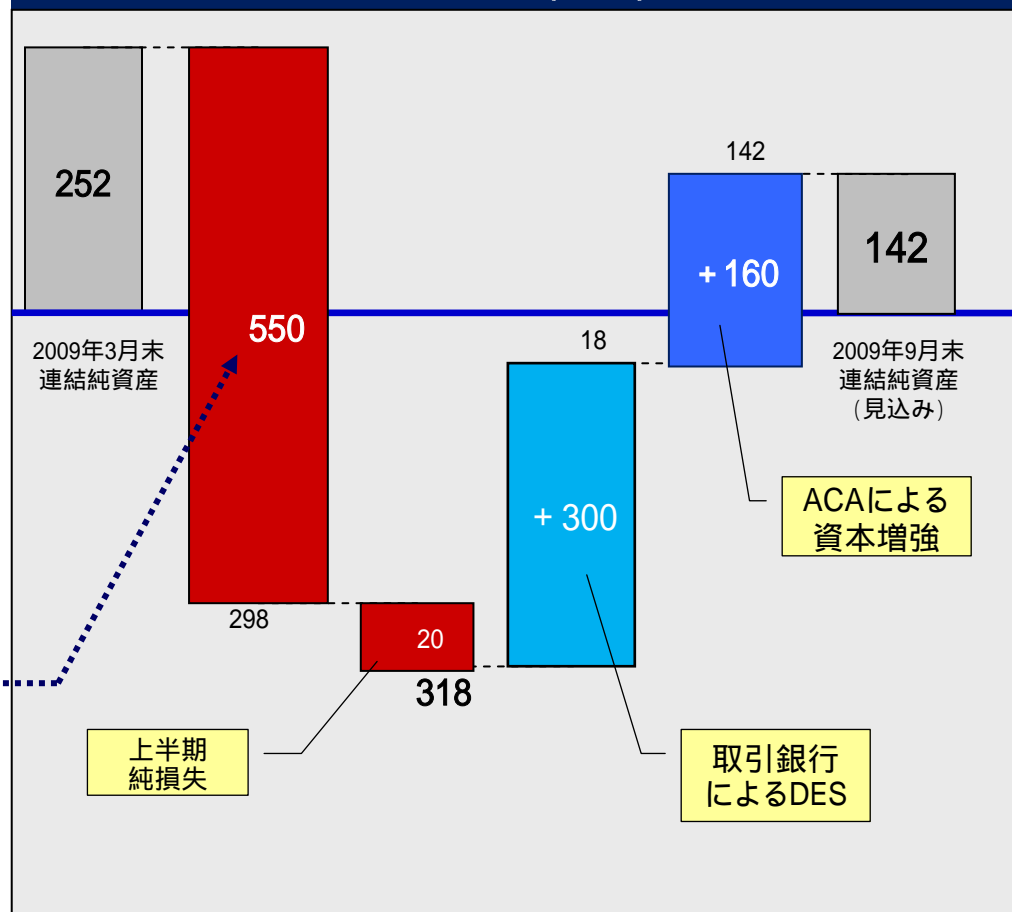 252
2009年3月末
連結純資産
550
298
20
318
上半期
純損失
+ 300
18
取引銀行
によるDES
142
+ 160
ACAによる
資本増強
142
2009年9月末
連結純資産
(見込み)